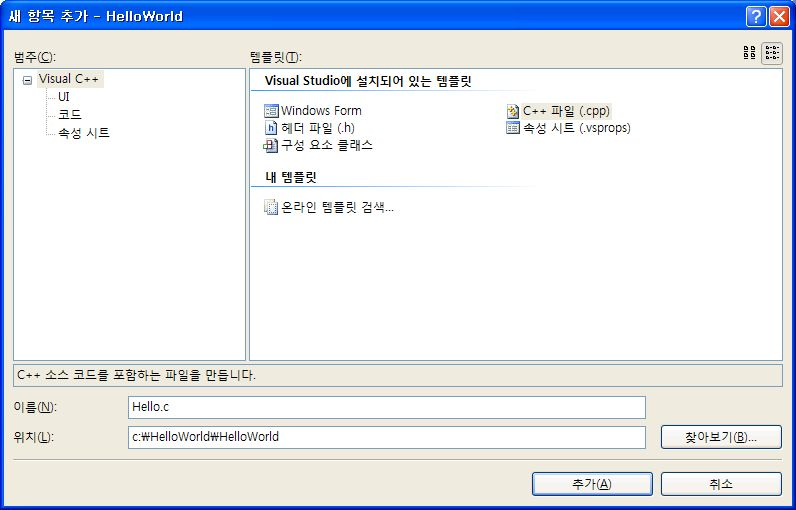 새 항목 추가 - HelloWorld
범주(C):
템플릿(T):
Visual C++
UI
코드
속성 시트
Visual Studio에 설치되어 있는 템플릿
Windows Form
C++ 파일 (.cpp)
헤더 파일 (.h)
속성 시트 (.vsprops)
구성 요소 클래스
내 템플릿
온라인 템플릿 검색...
C++ 소스 코드를 포함하는 파일을 만듭니다.
이름(N):
Hello.c
위치(L):
c:₩HelloWorld₩HelloWorld
찾아보기(B)...
추가(A)
취소